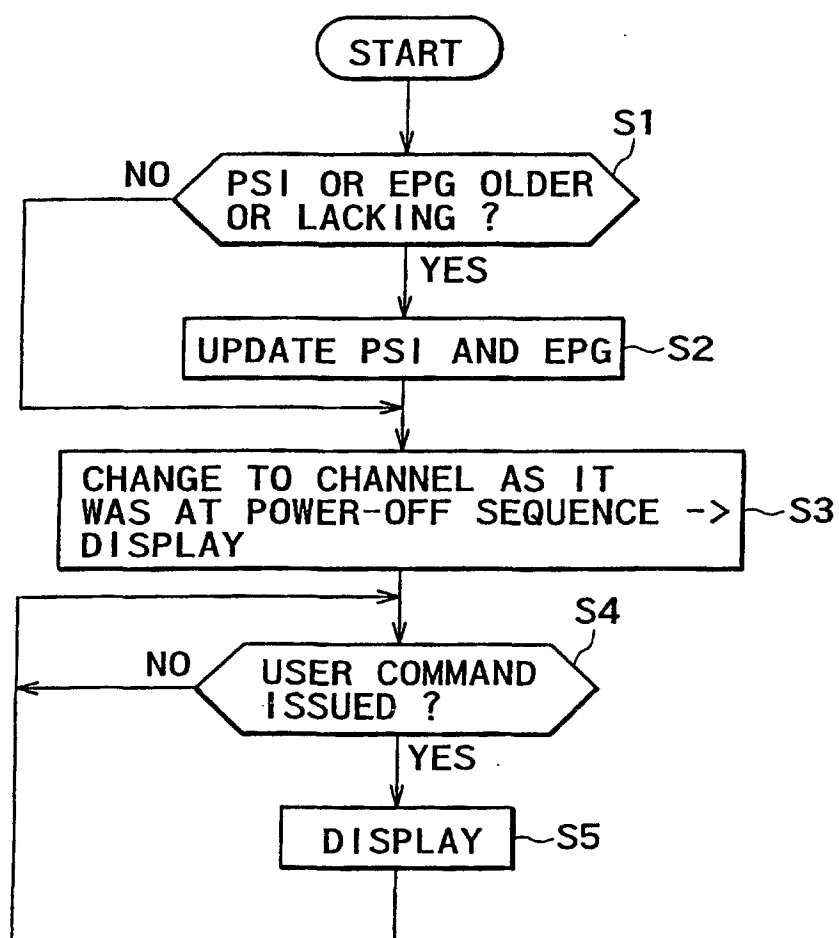 START
S1
NO
PSI OR EPG OLDER
OR LACKING ?
YES
UPDATE PSI AND EPG
S2
CHANGE TO CHANNEL AS IT
WAS AT POWER-OFF SEQUENCE ->
DISPLAY
S3
S4
NO
USER COMMAND
ISSUED ?
YES
DISPLAY
S5